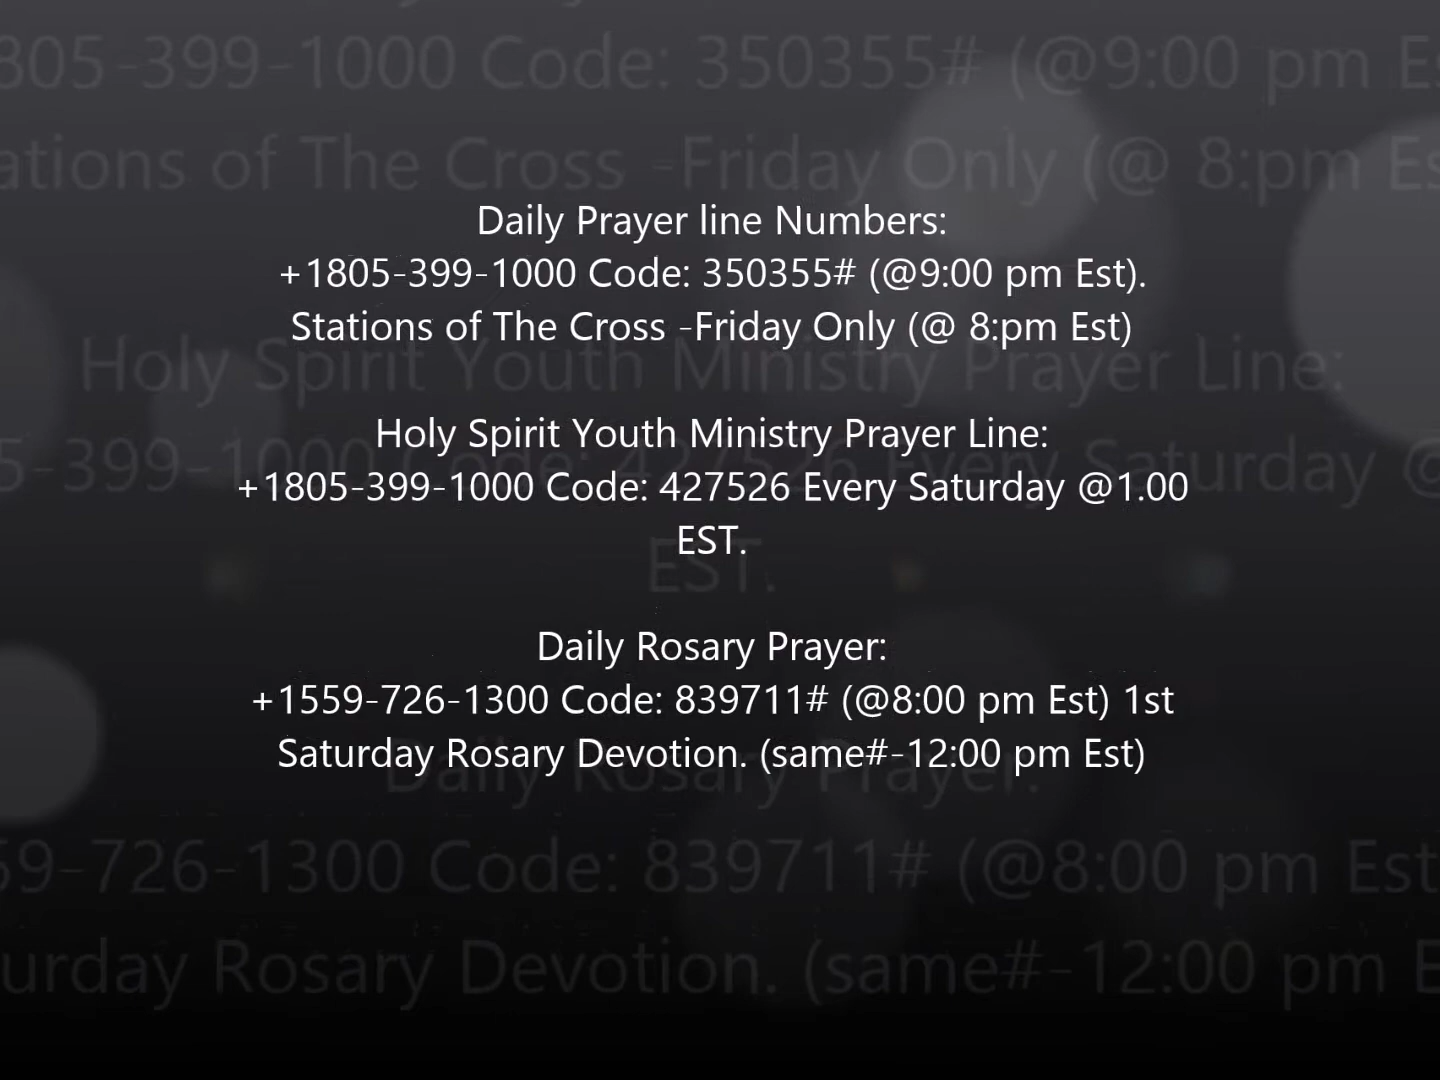 Daily Prayer line Numbers:
+1805-399-1000 Code: 350355# (@9:00 pm Est).
Stations of The Cross -Friday Only (@ 8:pm Est)
Holy Spirit Youth Ministry Prayer Line:
+1805-399-1000 Code: 427526 Every Saturday @1.00
EST.
Daily Rosary Prayer:
+1559-726-1300 Code: 839711# (@8:00 pm Est) 1st
Saturday Rosary Devotion. (same#-12:00 pm Est)